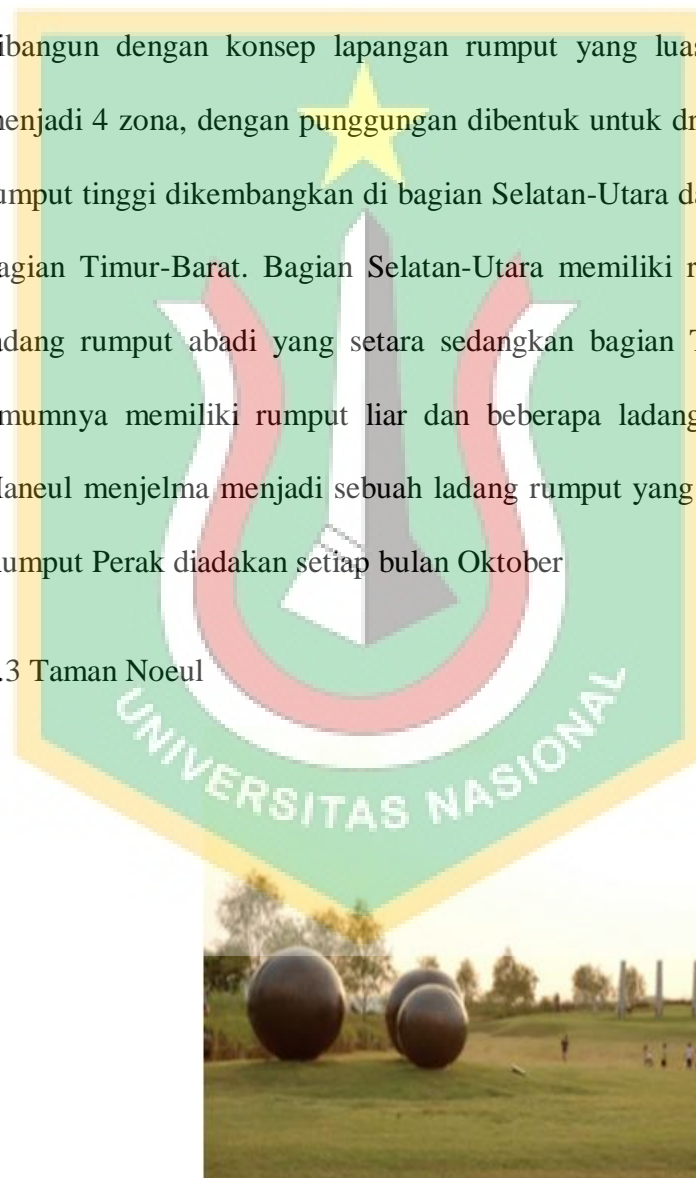 ibangun dengan konsep lapangan rumput yang luas
enjadi 4 zona, dengan punggungan dibentuk untuk dr
umput tinggi dikembangkan di bagian Selatan-Utara da
agian Timur-Barat. Bagian Selatan-Utara memiliki r
dang rumput abadi yang setara sedangkan bagian T
mumnya memiliki rumput liar dan beberapa ladang
aneul menjelma menjadi sebuah ladang rumput yang
umput Perak diadakan setiap bulan Oktober
.3 Taman Noeul
UNIVERSITAS NASIONAL